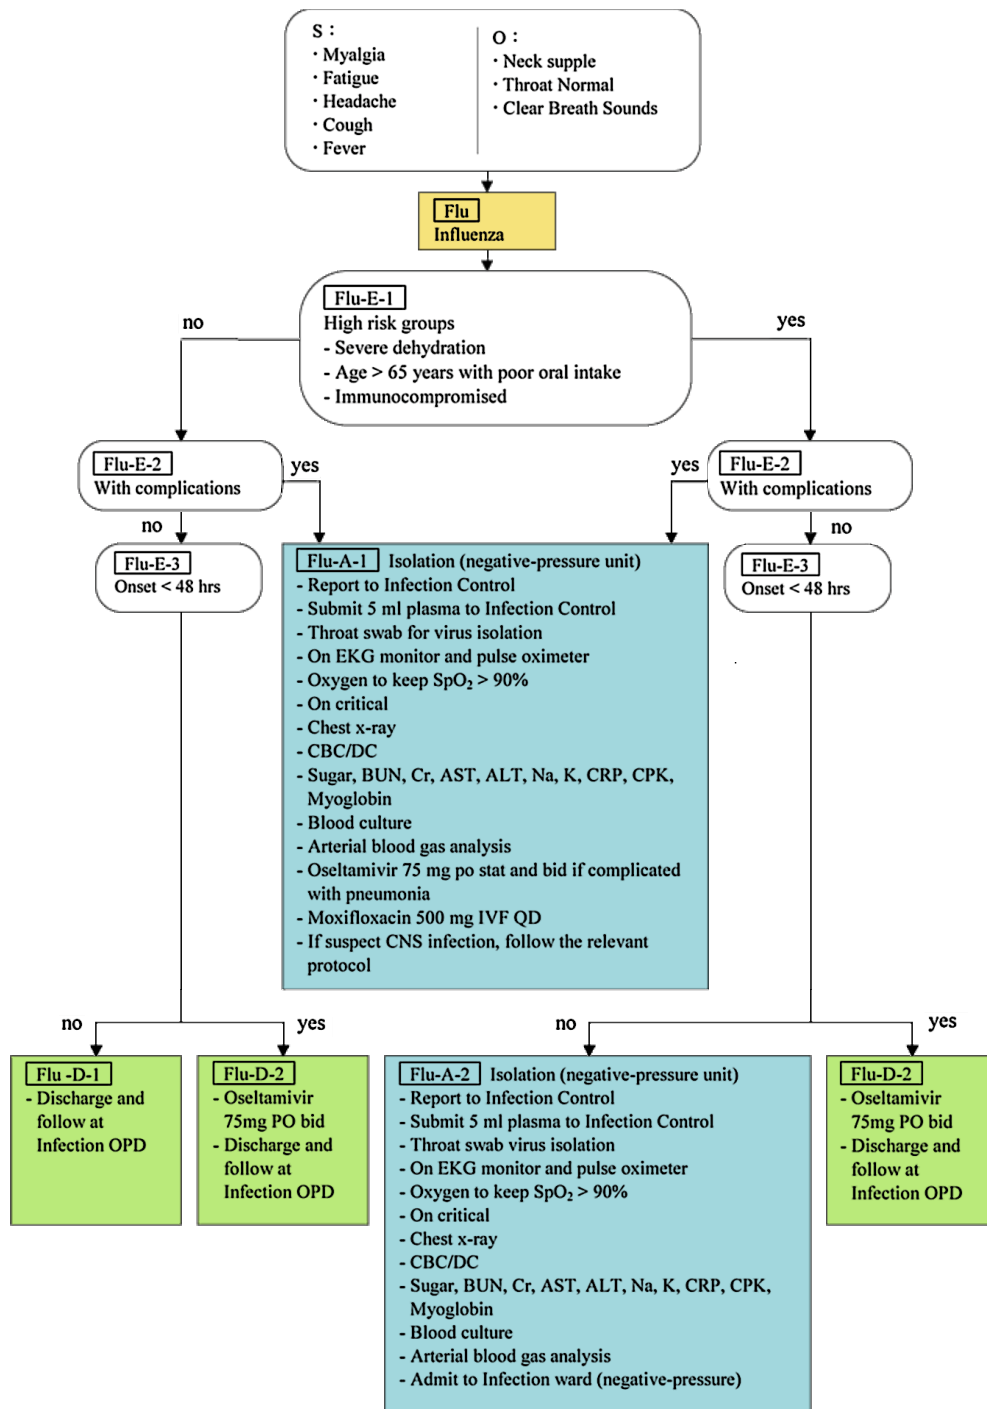 S：
· Myalgia
· Fatigue
· Headache
· Cough
· Fever
O：
· Neck supple
· Throat Normal
· Clear Breath Sounds
Flu
Influenza
Flu-E-1
High risk groups
- Severe dehydration
- Age > 65 years with poor oral intake
- Immunocompromised
no
yes
Flu-E-2
With complications
yes
no
Flu-E-3
Onset < 48 hrs
yes
Flu-E-2
With complications
no
Flu-E-3
Onset < 48 hrs
Flu-A-1 Isolation (negative-pressure unit)
- Report to Infection Control
- Submit 5 ml plasma to Infection Control
- Throat swab for virus isolation
- On EKG monitor and pulse oximeter
- Oxygen to keep SpO₂ > 90%
- On critical
- Chest x-ray
- CBC/DC
- Sugar, BUN, Cr, AST, ALT, Na, K, CRP, CPK,
Myoglobin
- Blood culture
- Arterial blood gas analysis
- Oseltamivir 75 mg po stat and bid if complicated
with pneumonia
- Moxifloxacin 500 mg IVF QD
- If suspect CNS infection, follow the relevant
protocol
no
yes
no
yes
Flu -D-1
- Discharge and
follow at
Infection OPD
Flu-D-2
- Oseltamivir
75mg PO bid
- Discharge and
follow at
Infection OPD
Flu-A-2 Isolation (negative-pressure unit)
- Report to Infection Control
- Submit 5 ml plasma to Infection Control
- Throat swab virus isolation
- On EKG monitor and pulse oximeter
- Oxygen to keep SpO₂ > 90%
- On critical
- Chest x-ray
- CBC/DC
- Sugar, BUN, Cr, AST, ALT, Na, K, CRP, CPK,
Myoglobin
- Blood culture
- Arterial blood gas analysis
- Admit to Infection ward (negative-pressure)
Flu-D-2
- Oseltamivir
75mg PO bid
- Discharge and
follow at
Infection OPD